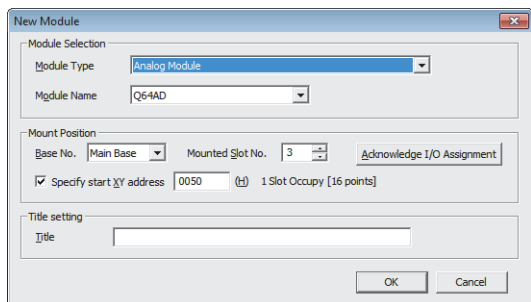 New Module
Module Selection
Module Type Analog Module
Module Name Q64AD
Mount Position
Base No. Main Base Mounted Slot No. 3 Acknowledge I/O Assignment
Specify start XY address 0050 (H) 1 Slot Occupy [16 points]
Title setting
Title
OK Cancel